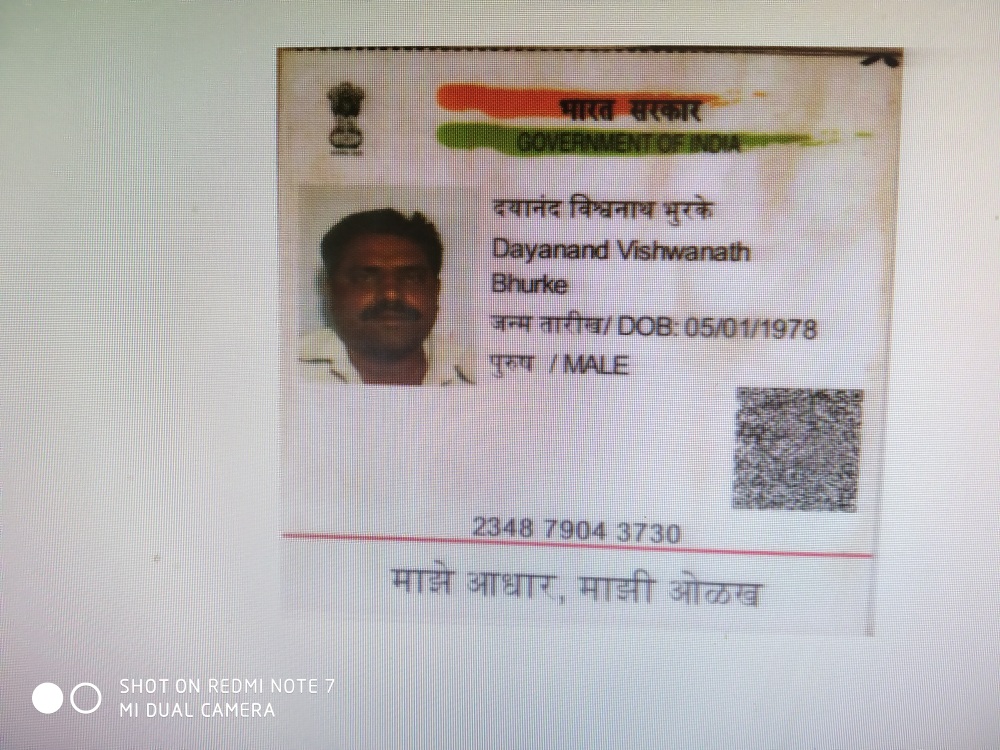 भारत सरकार
GOVERNMENT OF INDIA
दयानंद विश्वनाथ भुरके
Dayanand Vishwanath
Bhurke
जन्म तारीख/ DOB: 05/01/1978
पुरुष / MALE
2348 7904 3730
माझे आधार, माझी ओळख
SHOT ON REDMI NOTE 7
MI DUAL CAMERA